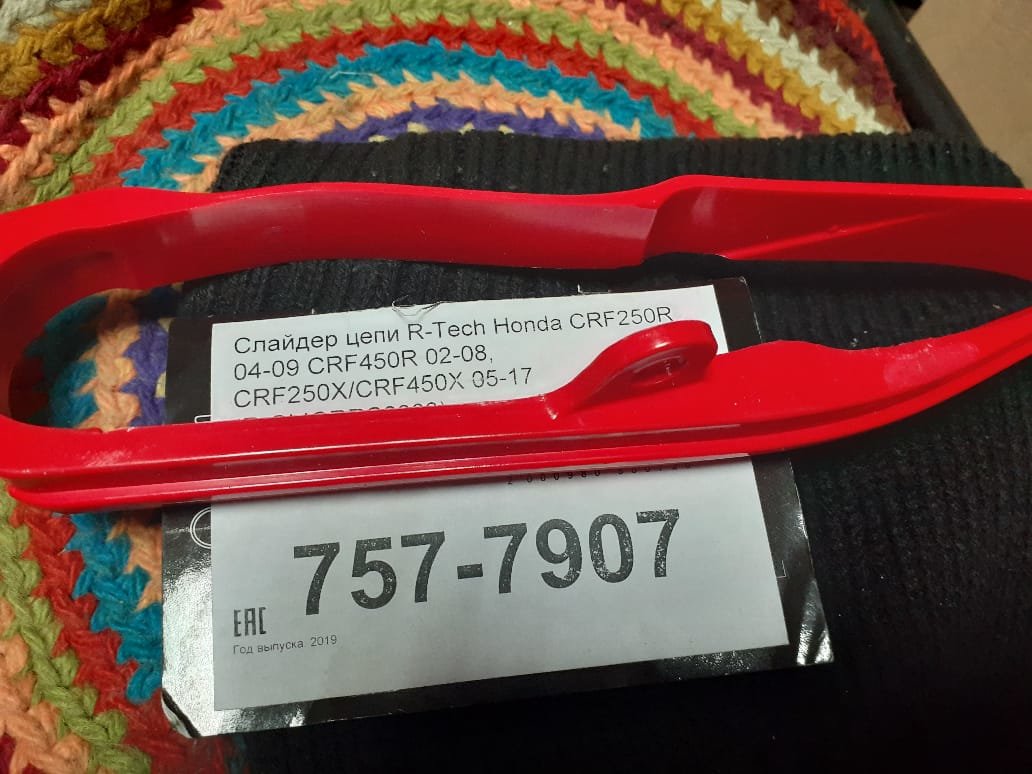 Слайдер цепи R-Tech Honda CRF250R
04-09 CRF450R 02-08,
CRF250X/CRF450X 05-17
757-7907
EAC
Год выпуска. 2019